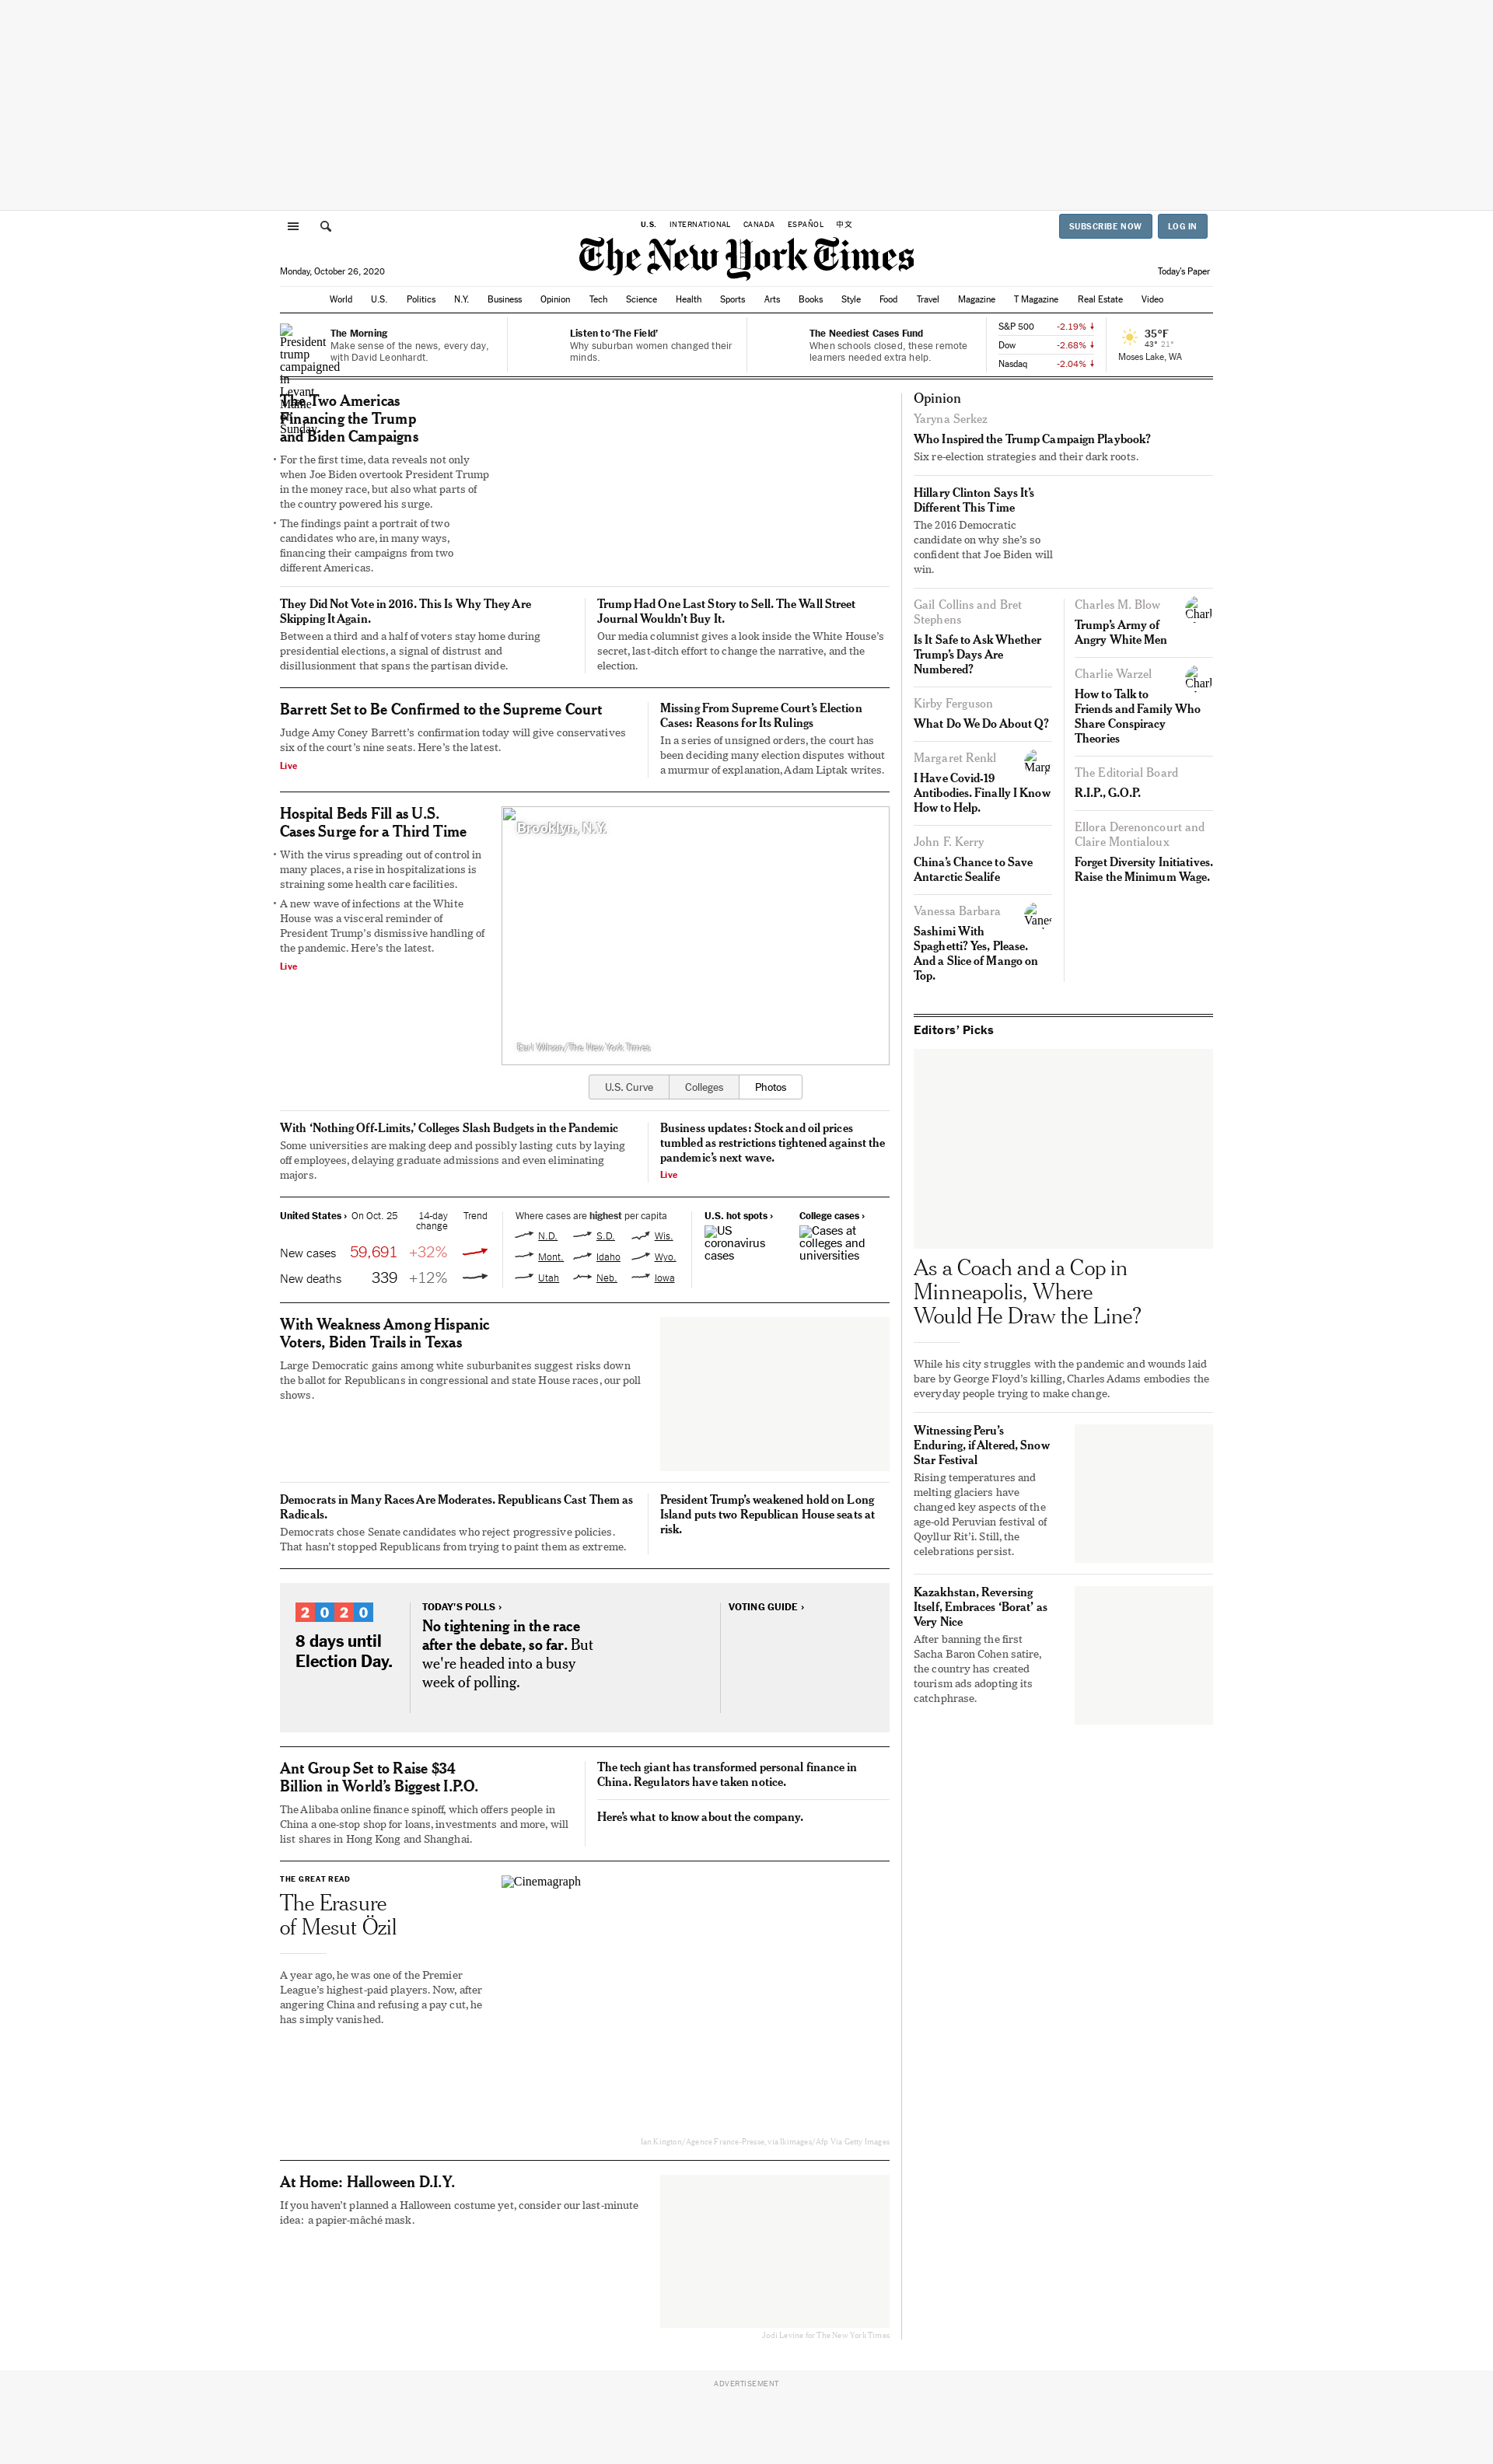 U.S.
INTERNATIONAL
CANADA
ESPAÑOL
中文
SUBSCRIBE NOW
LOG IN
The New York Times
Monday, October 26, 2020
Today's Paper
World
U.S.
Politics
N.Y.
Business
Opinion
Tech
Science
Health
Sports
Arts
Books
Style
Food
Travel
Magazine
T Magazine
Real Estate
Video
President
trump
campaigned
in
Levant,
Maine
on
Sunday.
The Morning
Make sense of the news, every day,
with David Leonhardt.
Listen to ‘The Field’
Why suburban women changed their
minds.
The Neediest Cases Fund
When schools closed, these remote
learners needed extra help.
S&P 500 -2.19%
Dow -2.68%
Nasdaq -2.04%
35°F
43° 21°
Moses Lake, WA
The Two Americas
Financing the Trump
and Biden Campaigns
• For the first time, data reveals not only
when Joe Biden overtook President Trump
in the money race, but also what parts of
the country powered his surge.
• The findings paint a portrait of two
candidates who are, in many ways,
financing their campaigns from two
different Americas.
They Did Not Vote in 2016. This Is Why They Are
Skipping It Again.
Between a third and a half of voters stay home during
presidential elections, a signal of distrust and
disillusionment that spans the partisan divide.
Trump Had One Last Story to Sell. The Wall Street
Journal Wouldn’t Buy It.
Our media columnist gives a look inside the White House’s
secret, last-ditch effort to change the narrative, and the
election.
Barrett Set to Be Confirmed to the Supreme Court
Judge Amy Coney Barrett’s confirmation today will give conservatives
six of the court’s nine seats. Here’s the latest.
Live
Missing From Supreme Court’s Election
Cases: Reasons for Its Rulings
In a series of unsigned orders, the court has
been deciding many election disputes without
a murmur of explanation, Adam Liptak writes.
Hospital Beds Fill as U.S.
Cases Surge for a Third Time
• With the virus spreading out of control in
many places, a rise in hospitalizations is
straining some health care facilities.
• A new wave of infections at the White
House was a visceral reminder of
President Trump’s dismissive handling of
the pandemic. Here’s the latest.
Live
Brooklyn, N.Y.
Earl Wilson/The New York Times
U.S. Curve
Colleges
Photos
With ‘Nothing Off-Limits,’ Colleges Slash Budgets in the Pandemic
Some universities are making deep and possibly lasting cuts by laying
off employees, delaying graduate admissions and even eliminating
majors.
Business updates: Stock and oil prices
tumbled as restrictions tightened against the
pandemic’s next wave.
Live
United States › On Oct. 25 14-day Trend
change
New cases 59,691 +32%
New deaths 339 +12%
Where cases are highest per capita
N.D. S.D. Wis.
Mont. Idaho Wyo.
Utah Neb. Iowa
U.S. hot spots ›
US
coronavirus
cases
College cases ›
Cases at
colleges and
universities
With Weakness Among Hispanic
Voters, Biden Trails in Texas
Large Democratic gains among white suburbanites suggest risks down
the ballot for Republicans in congressional and state House races, our poll
shows.
Democrats in Many Races Are Moderates. Republicans Cast Them as
Radicals.
Democrats chose Senate candidates who reject progressive policies.
That hasn’t stopped Republicans from trying to paint them as extreme.
President Trump’s weakened hold on Long
Island puts two Republican House seats at
risk.
2020
8 days until
Election Day.
TODAY’S POLLS ›
No tightening in the race
after the debate, so far. But
we're headed into a busy
week of polling.
VOTING GUIDE ›
Ant Group Set to Raise $34
Billion in World’s Biggest I.P.O.
The Alibaba online finance spinoff, which offers people in
China a one-stop shop for loans, investments and more, will
list shares in Hong Kong and Shanghai.
The tech giant has transformed personal finance in
China. Regulators have taken notice.
Here’s what to know about the company.
THE GREAT READ
The Erasure
of Mesut Özil
A year ago, he was one of the Premier
League’s highest-paid players. Now, after
angering China and refusing a pay cut, he
has simply vanished.
Cinemagraph
Ian Kington/Agence France-Presse, via Ikimages/Afp Via Getty Images
At Home: Halloween D.I.Y.
If you haven’t planned a Halloween costume yet, consider our last-minute
idea: a papier-mâché mask.
Jodi Levine for The New York Times
Opinion
Yaryna Serkez
Who Inspired the Trump Campaign Playbook?
Six re-election strategies and their dark roots.
Hillary Clinton Says It’s
Different This Time
The 2016 Democratic
candidate on why she’s so
confident that Joe Biden will
win.
Gail Collins and Bret
Stephens
Is It Safe to Ask Whether
Trump’s Days Are
Numbered?
Kirby Ferguson
What Do We Do About Q?
Margaret Renkl
Marg
I Have Covid-19
Antibodies. Finally I Know
How to Help.
John F. Kerry
China’s Chance to Save
Antarctic Sealife
Vanessa Barbara
Vanes
Sashimi With
Spaghetti? Yes, Please.
And a Slice of Mango on
Top.
Charles M. Blow
Charl
Trump’s Army of
Angry White Men
Charlie Warzel
Charl
How to Talk to
Friends and Family Who
Share Conspiracy
Theories
The Editorial Board
R.I.P., G.O.P.
Ellora Derenoncourt and
Claire Montialoux
Forget Diversity Initiatives.
Raise the Minimum Wage.
Editors’ Picks
As a Coach and a Cop in
Minneapolis, Where
Would He Draw the Line?
While his city struggles with the pandemic and wounds laid
bare by George Floyd’s killing, Charles Adams embodies the
everyday people trying to make change.
Witnessing Peru’s
Enduring, if Altered, Snow
Star Festival
Rising temperatures and
melting glaciers have
changed key aspects of the
age-old Peruvian festival of
Qoyllur Rit’i. Still, the
celebrations persist.
Kazakhstan, Reversing
Itself, Embraces ‘Borat’ as
Very Nice
After banning the first
Sacha Baron Cohen satire,
the country has created
tourism ads adopting its
catchphrase.
ADVERTISEMENT